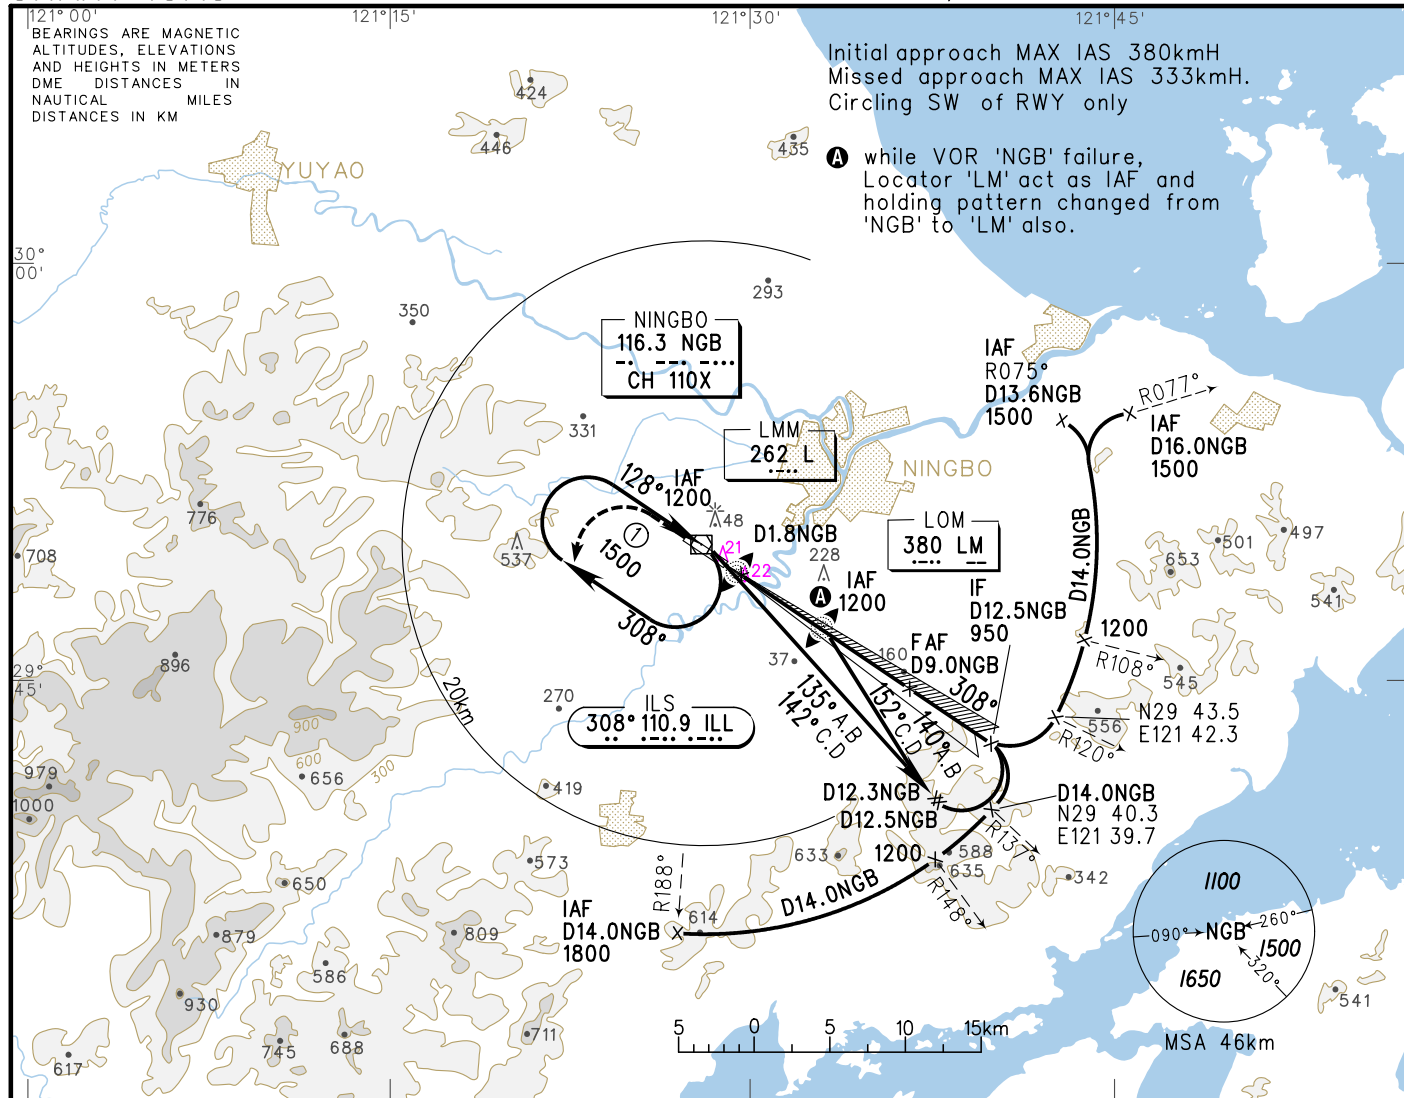 121° 00'
121° 15'
121° 30'
121° 45'
BEARINGS ARE MAGNETIC
ALTITUDES, ELEVATIONS
AND HEIGHTS IN METERS
DME DISTANCES IN
NAUTICAL MILES
DISTANCES IN KM
Initial approach MAX IAS 380kmH
Missed approach MAX IAS 333kmH.
Circling SW of RWY only
A while VOR 'NGB' failure,
Locator 'LM' act as IAF and
holding pattern changed from
'NGB' to 'LM' also.
424
446
435
YUYAO
30°
00'
293
350
NINGBO
116.3 NGB
CH 110X
IAF
R075°
D13.6NGB
1500
R077°
IAF
D16.0NGB
1500
331
LMM
262 L
NINGBO
128°
IAF
1200
776
48
D1.8NGB
LOM
380 LM
497
501
653
541
708
537
1
1500
21
22
228
A
IAF
1200
IF
D12.5NGB
950
D14.0NGB
308°
1200
R108°
545
896
37
160
FAF
D9.0NGB
308°
29°
45'
20km
270
ILS
308° 110.9 ILL
135° A.B
142° C.D
152° C.D
140° A.B
556
N29 43.5
E121 42.3
R120°
900
600
300
656
979
1000
419
D12.3NGB
D12.5NGB
D14.0NGB
N29 40.3
E121 39.7
R137°
633
1200
588
635
342
573
650
R188°
D14.0NGB
R148°
IAF
D14.0NGB
1800
614
879
809
586
930
1100
260°
090°
NGB
1500
320°
1650
541
MSA 46km
711
745
688
617
5
0
5
10
15km